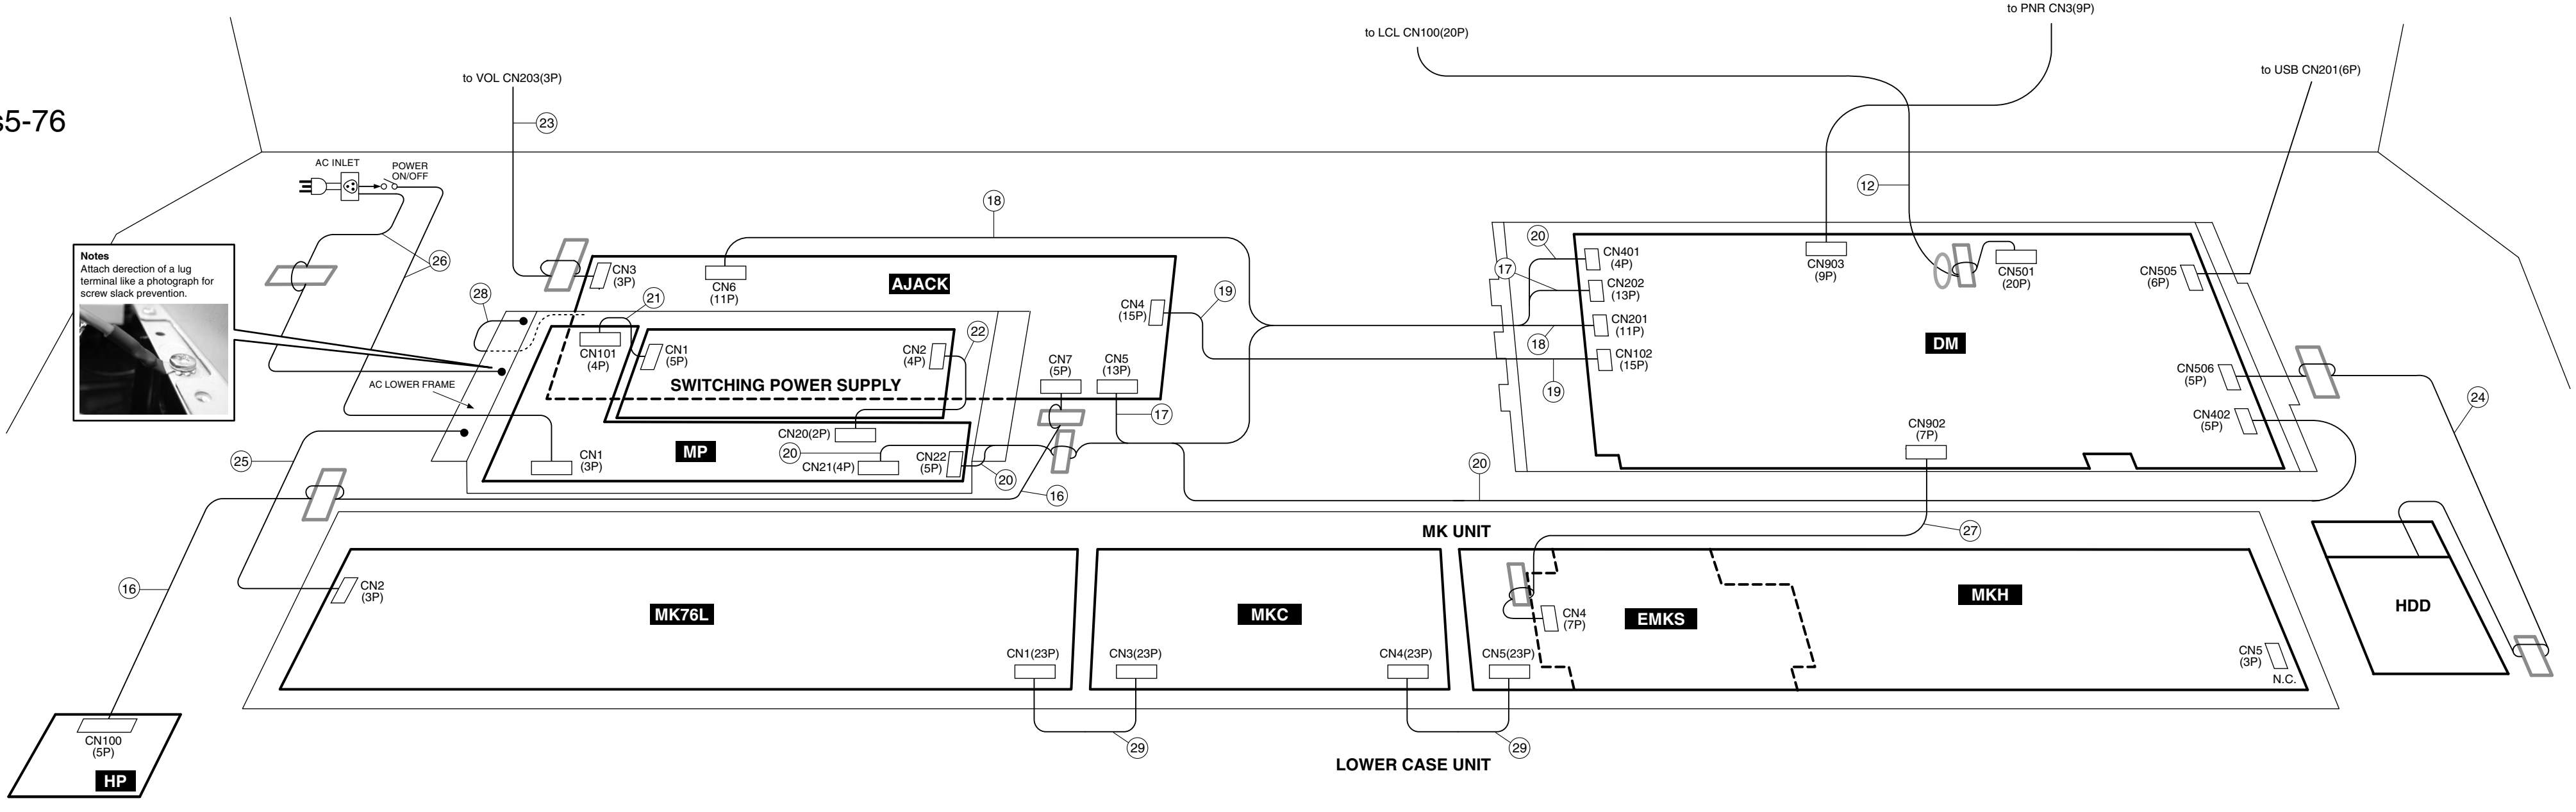 to PNR CN3(9P)
to LCL CN100(20P)
to USB CN201(6P)
to VOL CN203(3P)
s5-76
23
AC INLET
POWER
ON/OFF
12
18
Notes
Attach derection of a lug
terminal like a photograph for
screw slack prevention.
26
28
AC LOWER FRAME
CN3
(3P)
CN6
(11P)
AJACK
21
CN4
(15P)
19
22
CN101
(4P)
CN1
(5P)
CN2
(4P)
SWITCHING POWER SUPPLY
CN7
(5P)
CN5
(13P)
17
CN20(2P)
MP
20
CN21(4P)
CN22
(5P)
20
16
CN1
(3P)
25
20
17
CN401
(4P)
CN202
(13P)
CN201
(11P)
18
CN102
(15P)
19
CN903
(9P)
CN501
(20P)
CN505
(6P)
DM
CN506
(5P)
CN402
(5P)
CN902
(7P)
24
20
27
MK UNIT
16
CN2
(3P)
MK76L
MKC
CN4
(7P)
EMKS
MKH
HDD
CN1(23P)
CN3(23P)
CN4(23P)
CN5(23P)
CN5
(3P)
N.C.
29
29
CN100
(5P)
HP
LOWER CASE UNIT